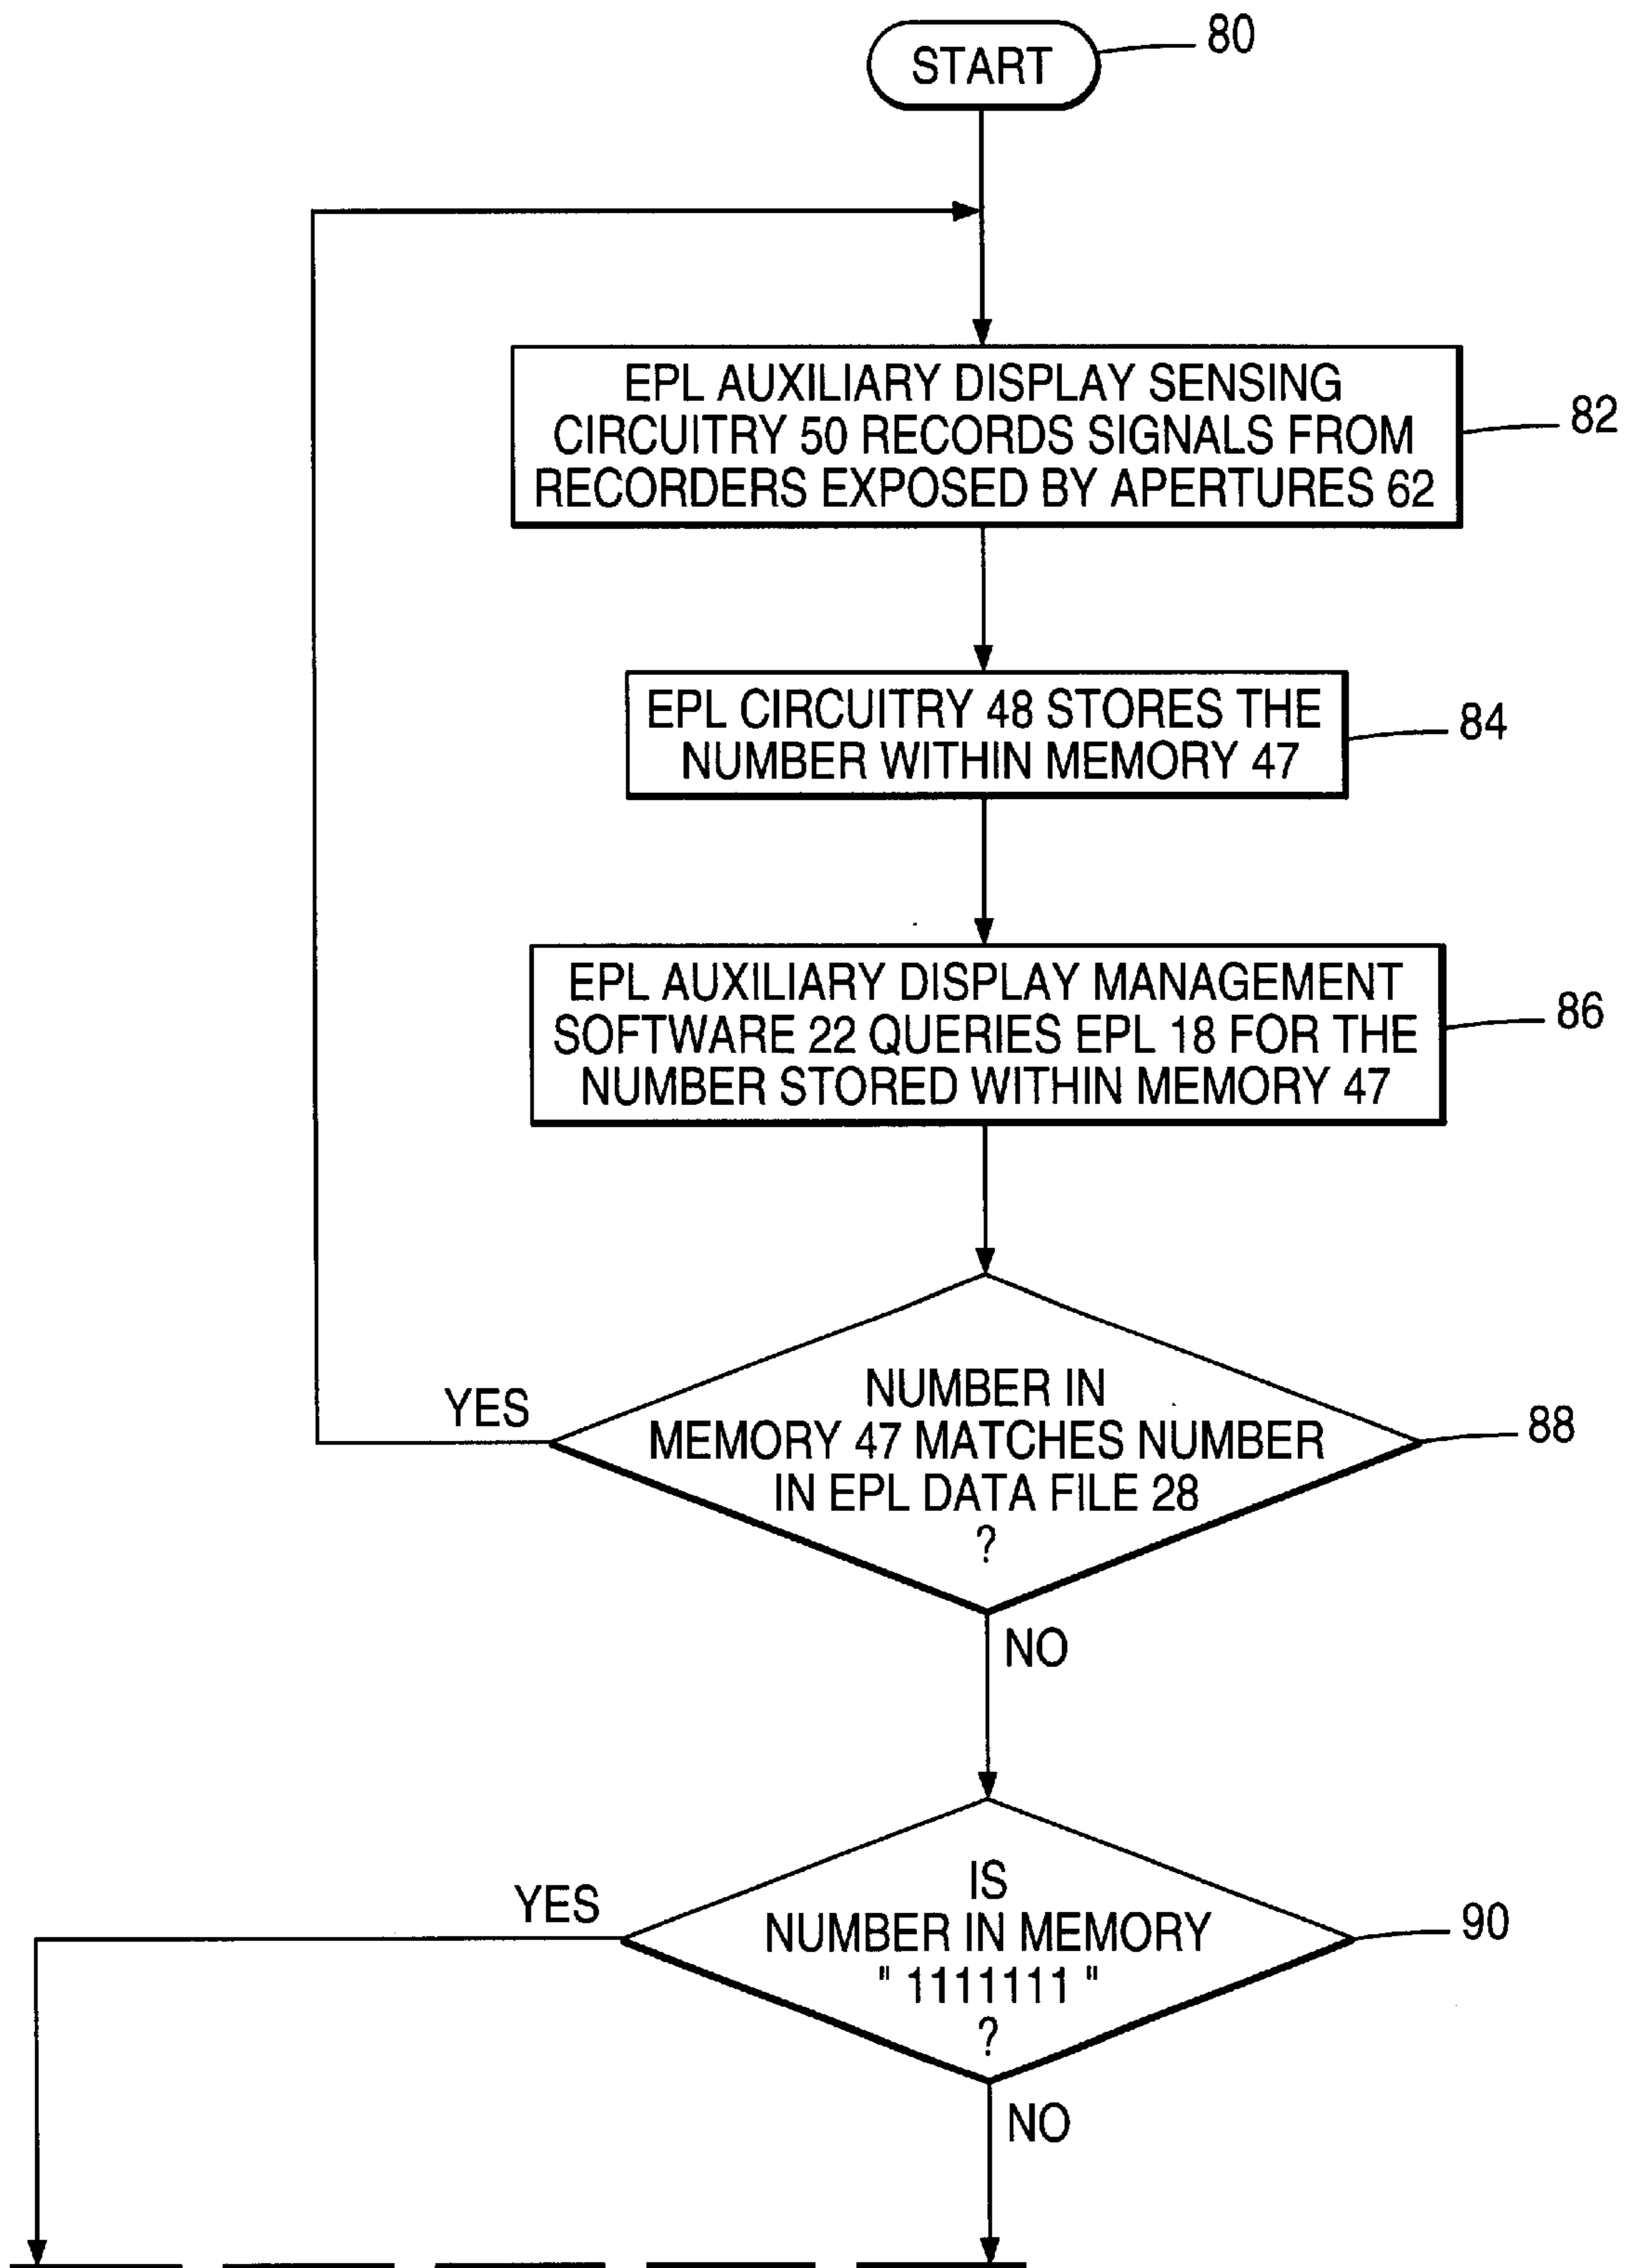 START
80
EPL AUXILIARY DISPLAY SENSING
CIRCUITRY 50 RECORDS SIGNALS FROM
RECORDERS EXPOSED BY APERTURES 62
82
EPL CIRCUITRY 48 STORES THE
NUMBER WITHIN MEMORY 47
84
EPL AUXILIARY DISPLAY MANAGEMENT
SOFTWARE 22 QUERIES EPL 18 FOR THE
NUMBER STORED WITHIN MEMORY 47
86
YES
NUMBER IN
MEMORY 47 MATCHES NUMBER
IN EPL DATA FILE 28
?
88
NO
YES
IS
NUMBER IN MEMORY
" 1111111 "
?
90
NO